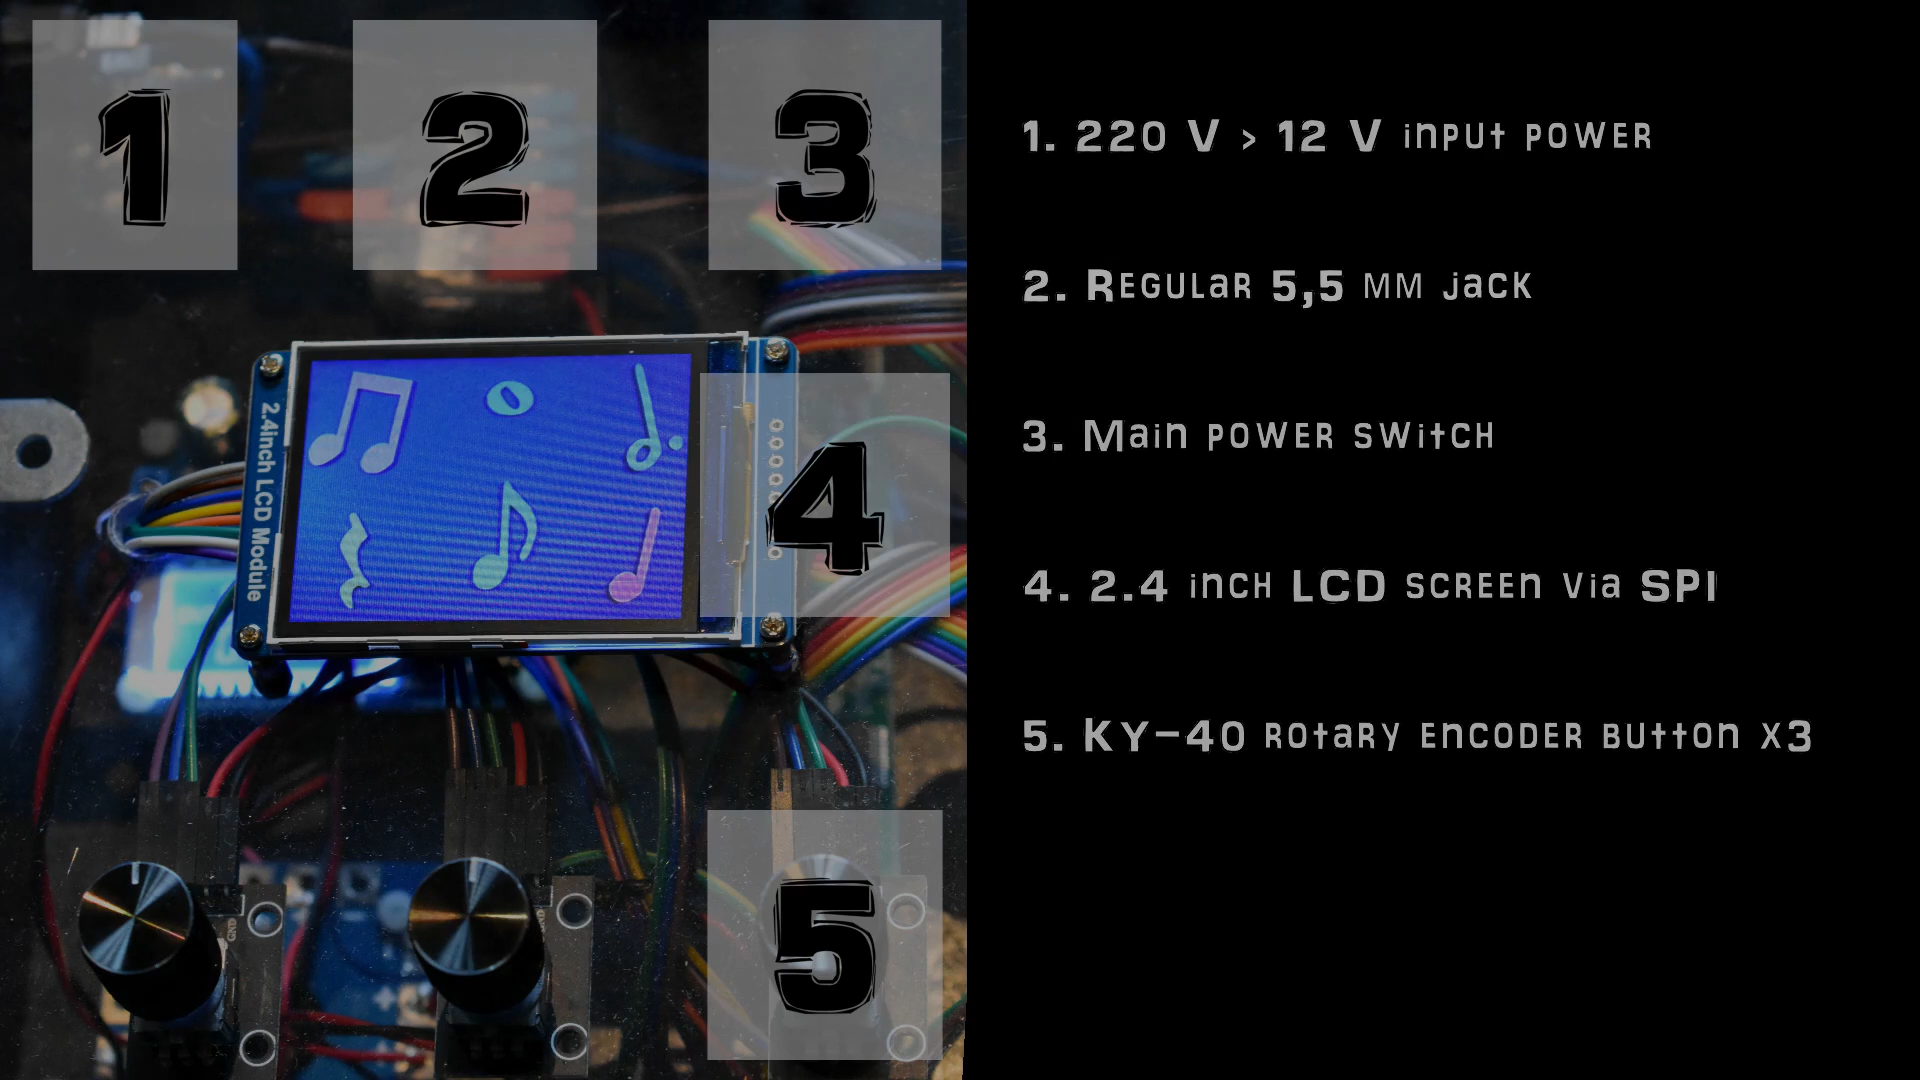 1
2
3
2.4inch LCD Module
4
GND
5
1. 220 V > 12 V input power
2. Regular 5,5 mm jack
3. Main power switch
4. 2.4 inch LCD screen via SPI
5. KY-40 rotary encoder button x3